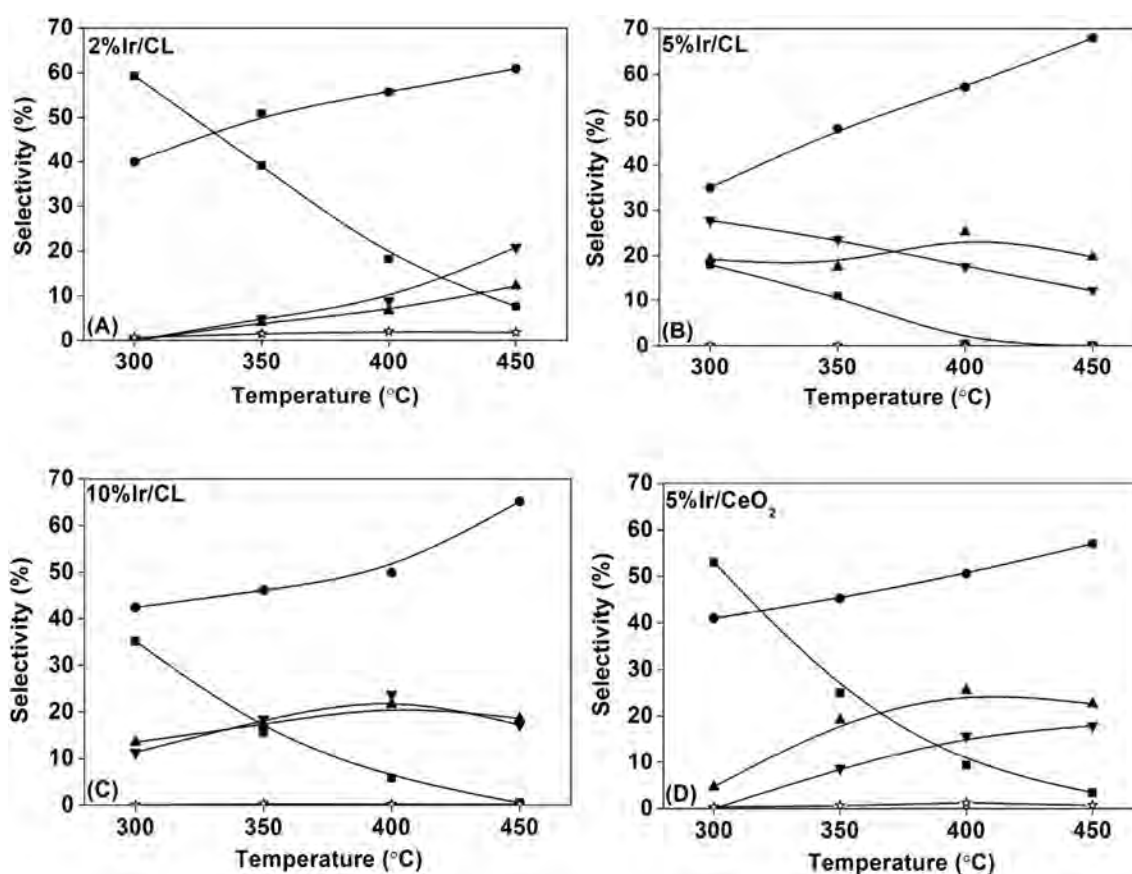 2%Ir/CL
70
60
50
40
30
20
10
0
Selectivity (%)
(A)
300 350 400 450
Temperature (°C)
5%Ir/CL
70
60
50
40
30
20
10
0
Selectivity (%)
(B)
300 350 400 450
Temperature (°C)
10%Ir/CL
70
60
50
40
30
20
10
0
Selectivity (%)
(C)
300 350 400 450
Temperature (°C)
5%Ir/CeO₂
70
60
50
40
30
20
10
0
Selectivity (%)
(D)
300 350 400 450
Temperature (°C)